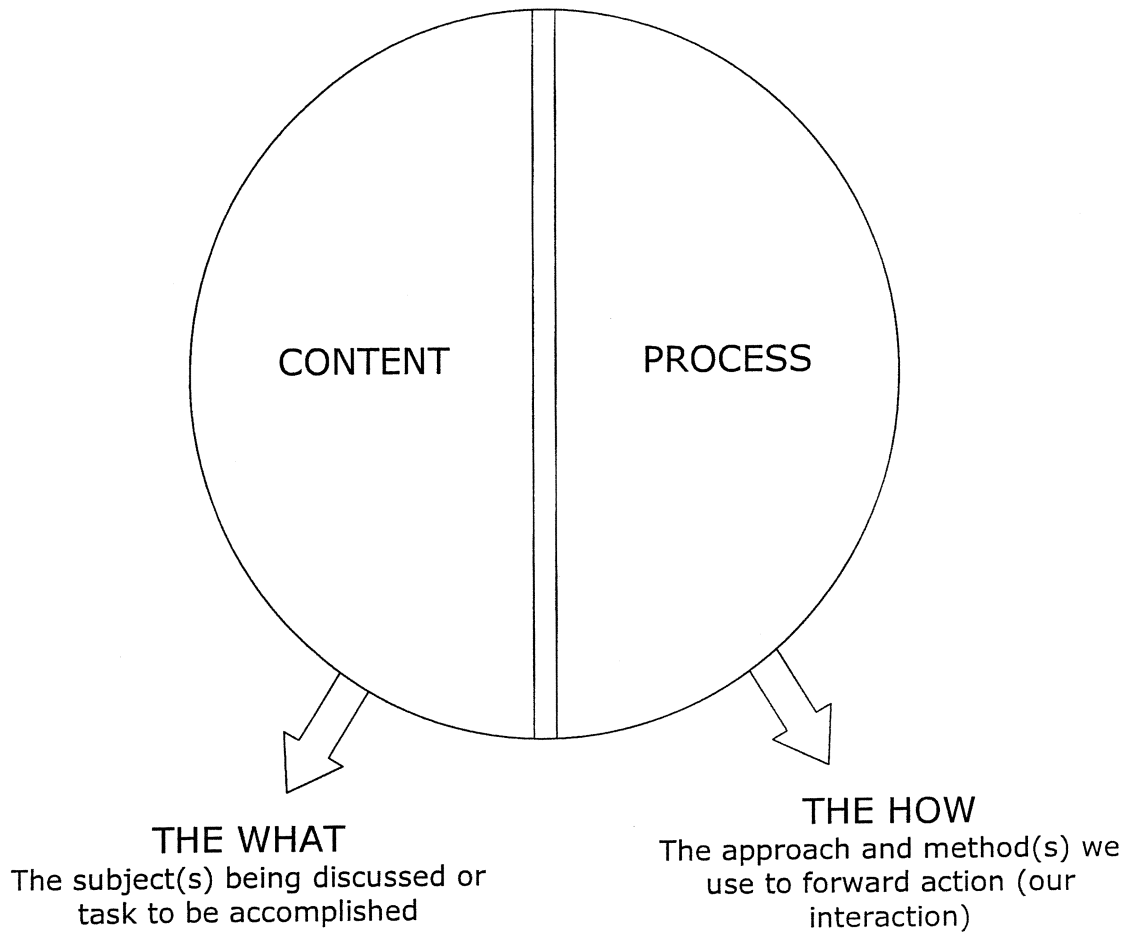 CONTENT
PROCESS
THE WHAT
The subject(s) being discussed or
task to be accomplished
THE HOW
The approach and method(s) we
use to forward action (our
interaction)